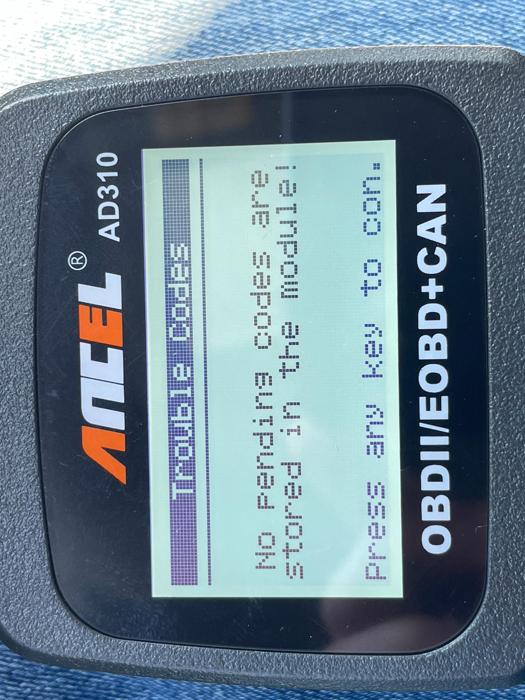 ANCEL® AD310
Trouble Codes
No pending codes are
stored in the module!
Press any key to con.
OBDII/EOBD+CAN